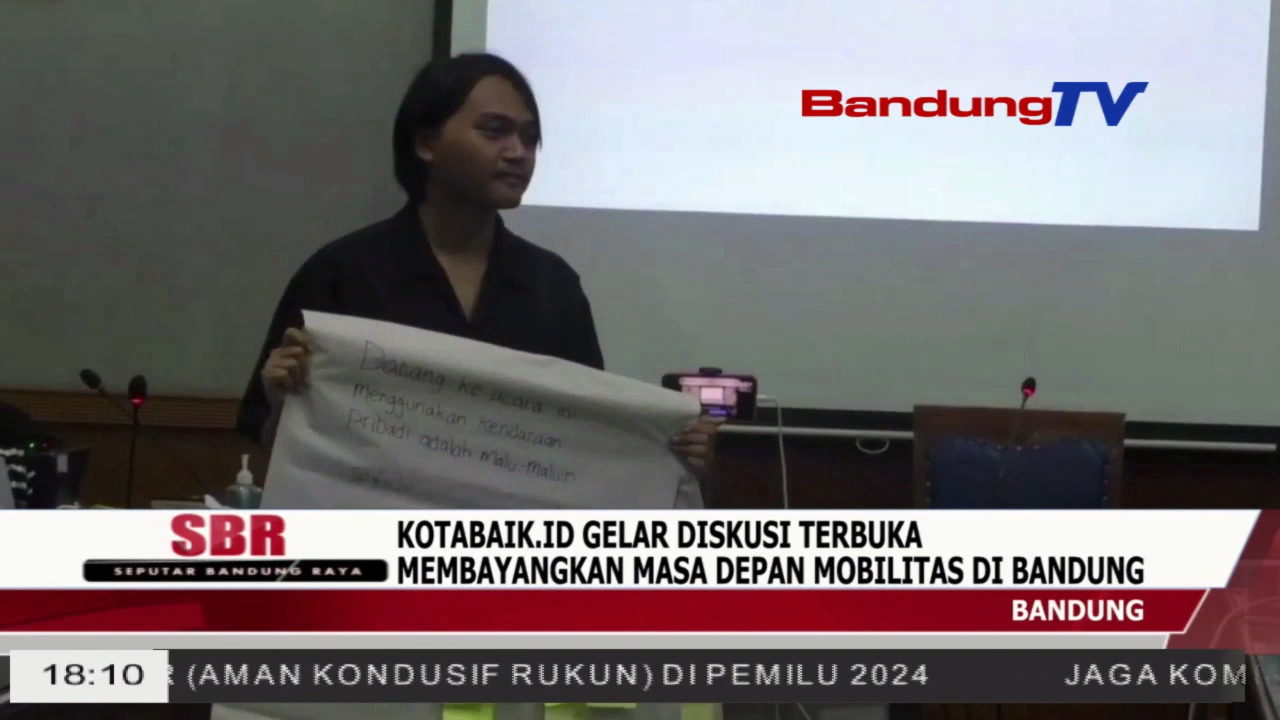 BandungTV
Datang ke acara ini
menggunakan kendaraan
pribadi adalah malu-maluin
SBR
SEPUTAR BANDUNG RAYA
KOTABAIK.ID GELAR DISKUSI TERBUKA
MEMBAYANGKAN MASA DEPAN MOBILITAS DI BANDUNG
BANDUNG
18:10
(AMAN KONDUSIF RUKUN) DI PEMILU 2024 JAGA KOM